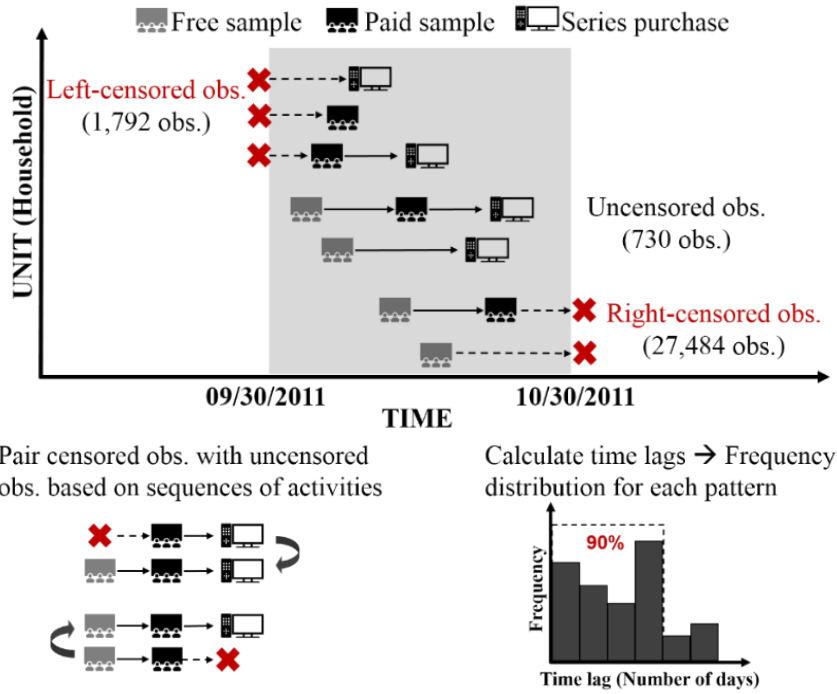 Free sample
Paid sample
Series purchase
UNIT (Household)
Left-censored obs.
(1,792 obs.)
Uncensored obs.
(730 obs.)
Right-censored obs.
(27,484 obs.)
09/30/2011
10/30/2011
TIME
Pair censored obs. with uncensored
obs. based on sequences of activities
Calculate time lags → Frequency
distribution for each pattern
90%
Frequency
Time lag (Number of days)